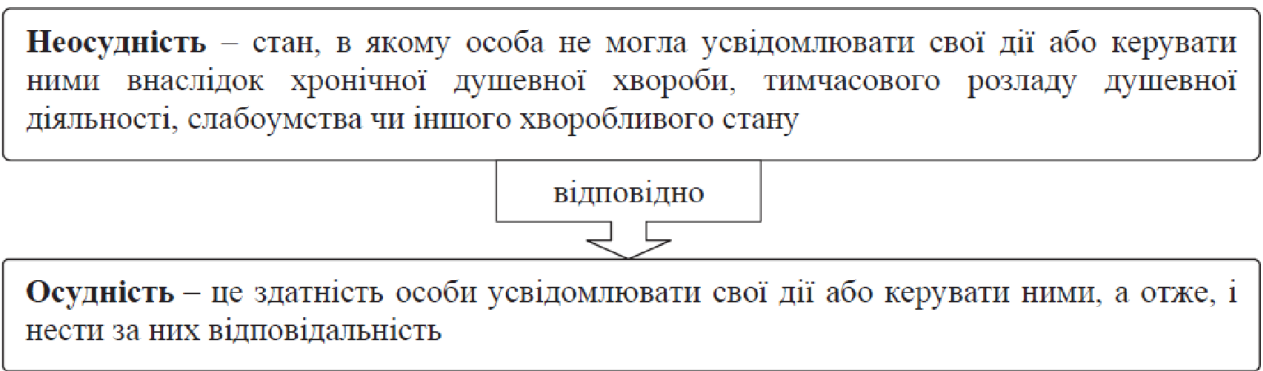 Неосудність – стан, в якому особа не могла усвідомлювати свої дії або керувати
ними внаслідок хронічної душевної хвороби, тимчасового розладу душевної
діяльності, слабоумства чи іншого хворобливого стану
відповідно
Осудність – це здатність особи усвідомлювати свої дії або керувати ними, а отже, і
нести за них відповідальність